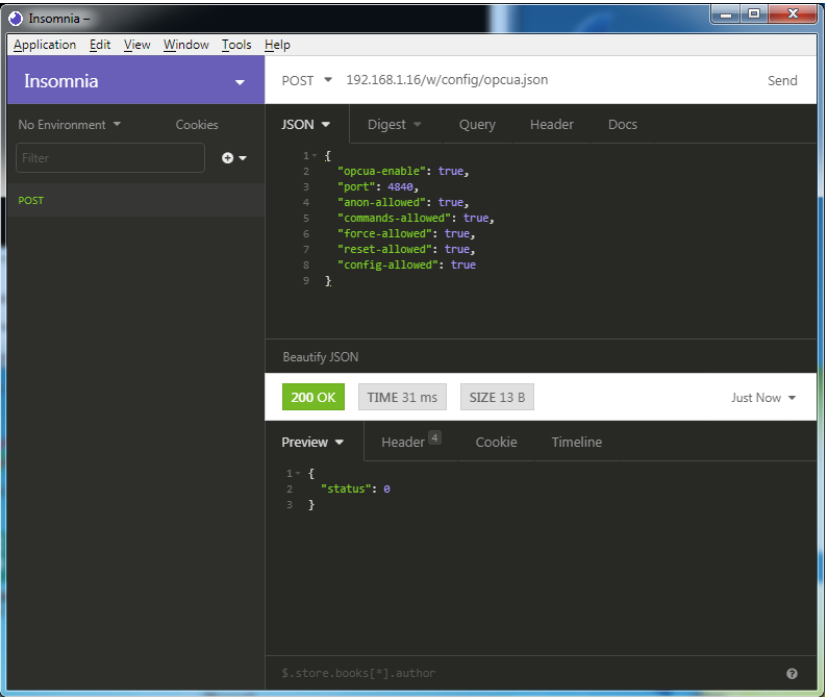 Insomnia –
Application Edit View Window Tools Help
Insomnia
POST 192.168.1.16/w/config/opcua.json Send
No Environment Cookies
JSON Digest Query Header Docs
Filter
POST
1 {
2 "opcua-enable": true,
3 "port": 4840,
4 "anon-allowed": true,
5 "commands-allowed": true,
6 "force-allowed": true,
7 "reset-allowed": true,
8 "config-allowed": true
9 }
Beautify JSON
200 OK TIME 31 ms SIZE 13 B Just Now
Preview Header 4 Cookie Timeline
1 {
2 "status": 0
3 }
$.store.books[*].author